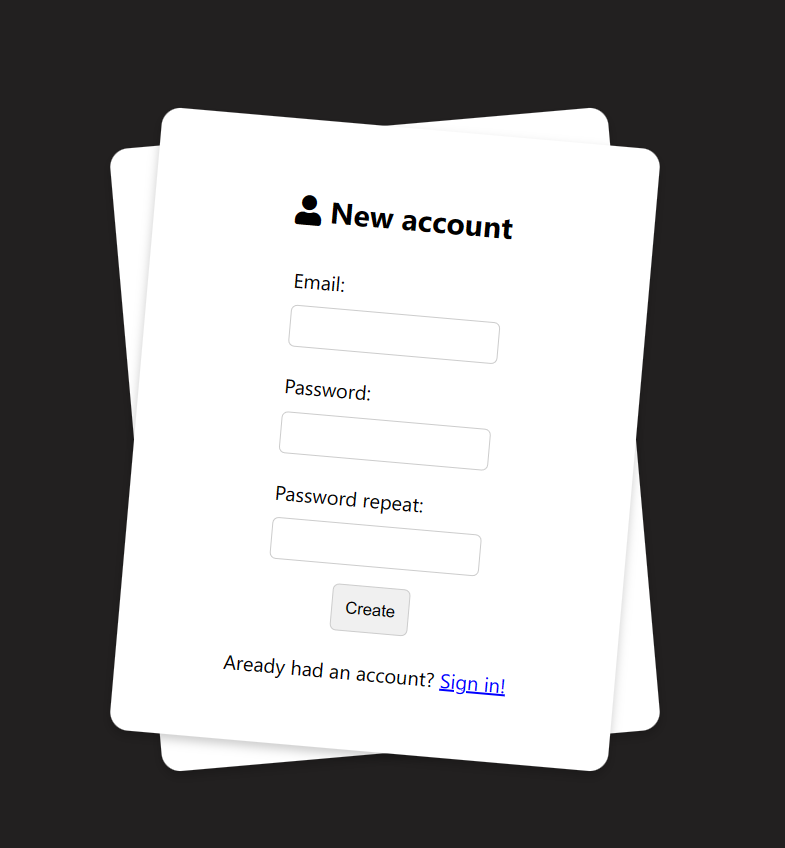 New account
Email:
Password:
Password repeat:
Create
Aready had an account? Sign in!